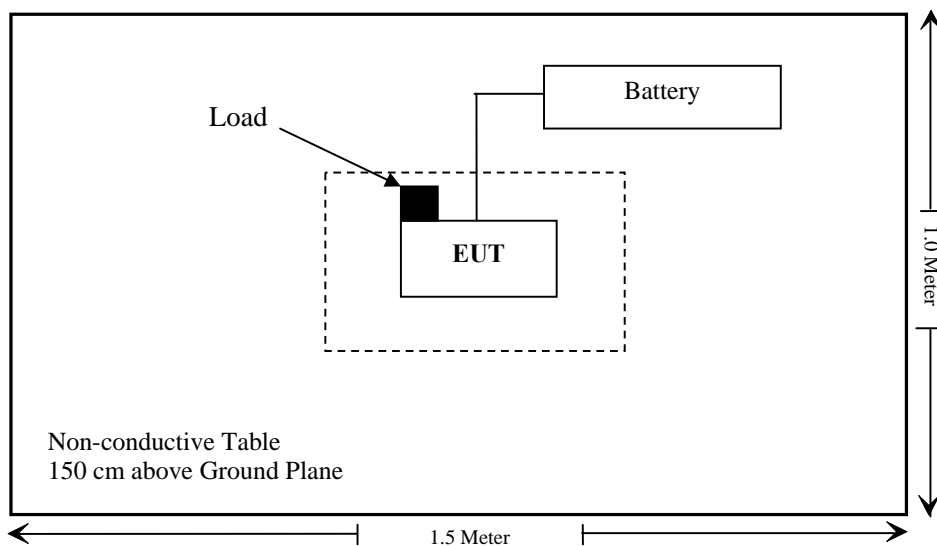 Battery
Load
EUT
1.0 Meter
Non-conductive Table
150 cm above Ground Plane
1.5 Meter